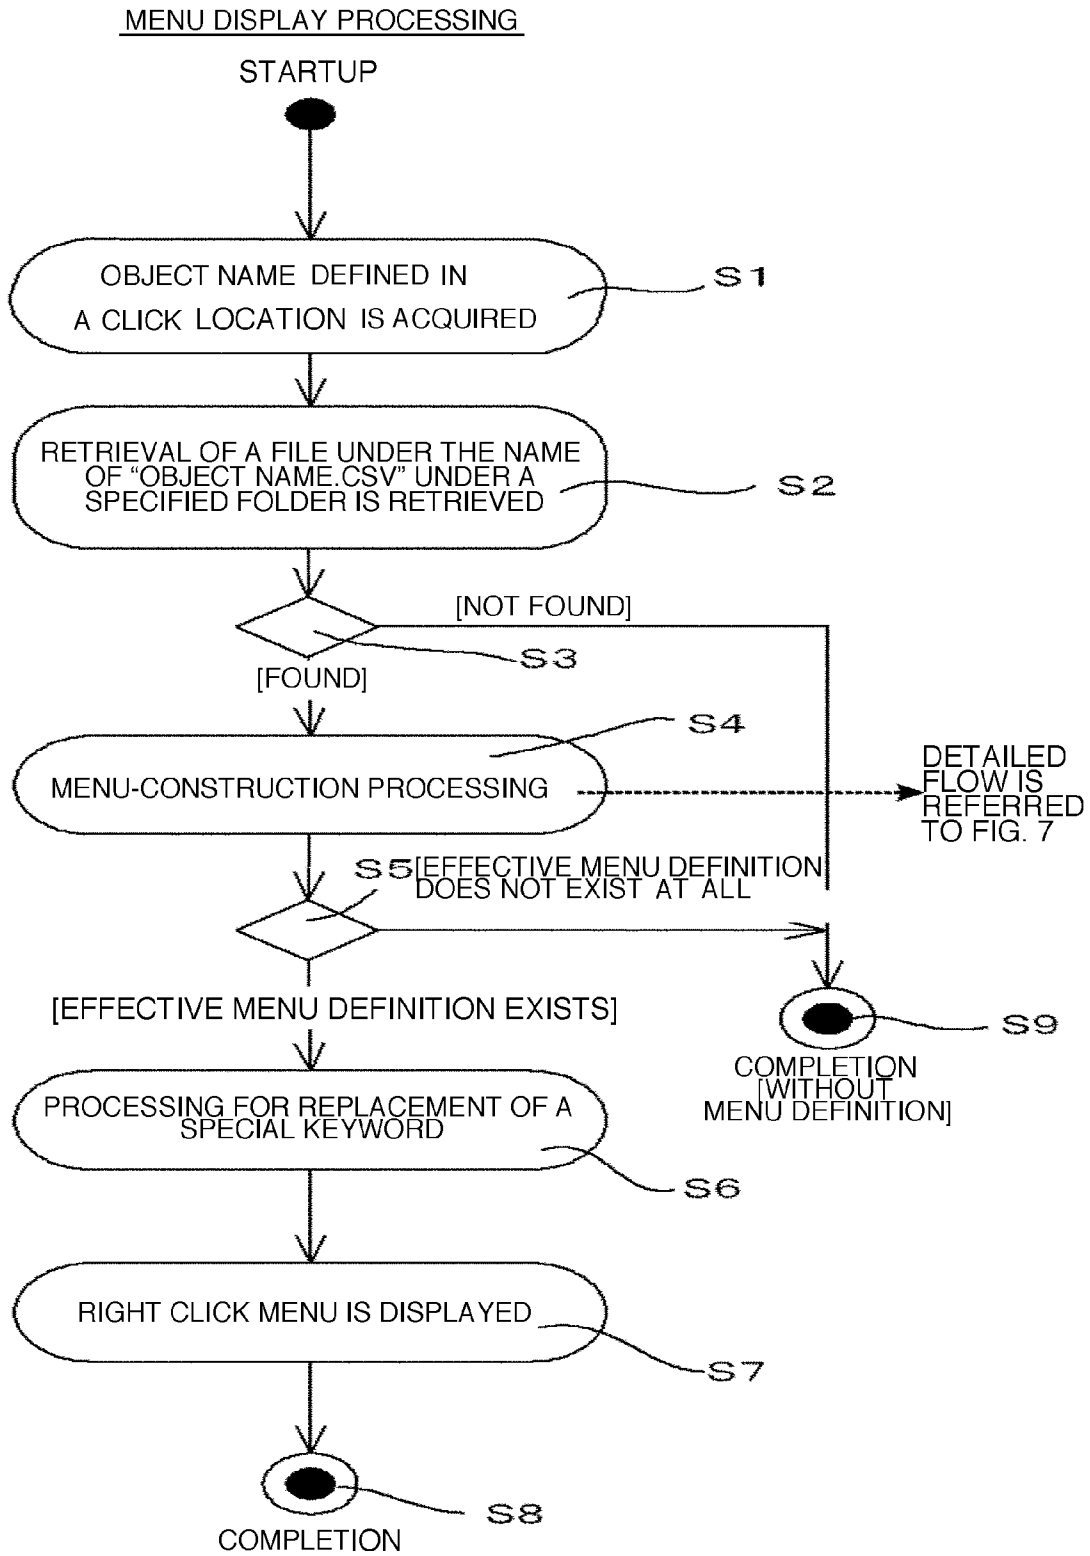 MENU DISPLAY PROCESSING
STARTUP
OBJECT NAME DEFINED IN
A CLICK LOCATION IS ACQUIRED
S1
RETRIEVAL OF A FILE UNDER THE NAME
OF “OBJECT NAME.CSV” UNDER A
SPECIFIED FOLDER IS RETRIEVED
S2
[NOT FOUND]
S3
[FOUND]
S4
MENU-CONSTRUCTION PROCESSING
DETAILED
FLOW IS
REFERRED
TO FIG. 7
S5
[EFFECTIVE MENU DEFINITION
DOES NOT EXIST AT ALL
[EFFECTIVE MENU DEFINITION EXISTS]
S9
COMPLETION
[WITHOUT
MENU DEFINITION]
PROCESSING FOR REPLACEMENT OF A
SPECIAL KEYWORD
S6
RIGHT CLICK MENU IS DISPLAYED
S7
S8
COMPLETION